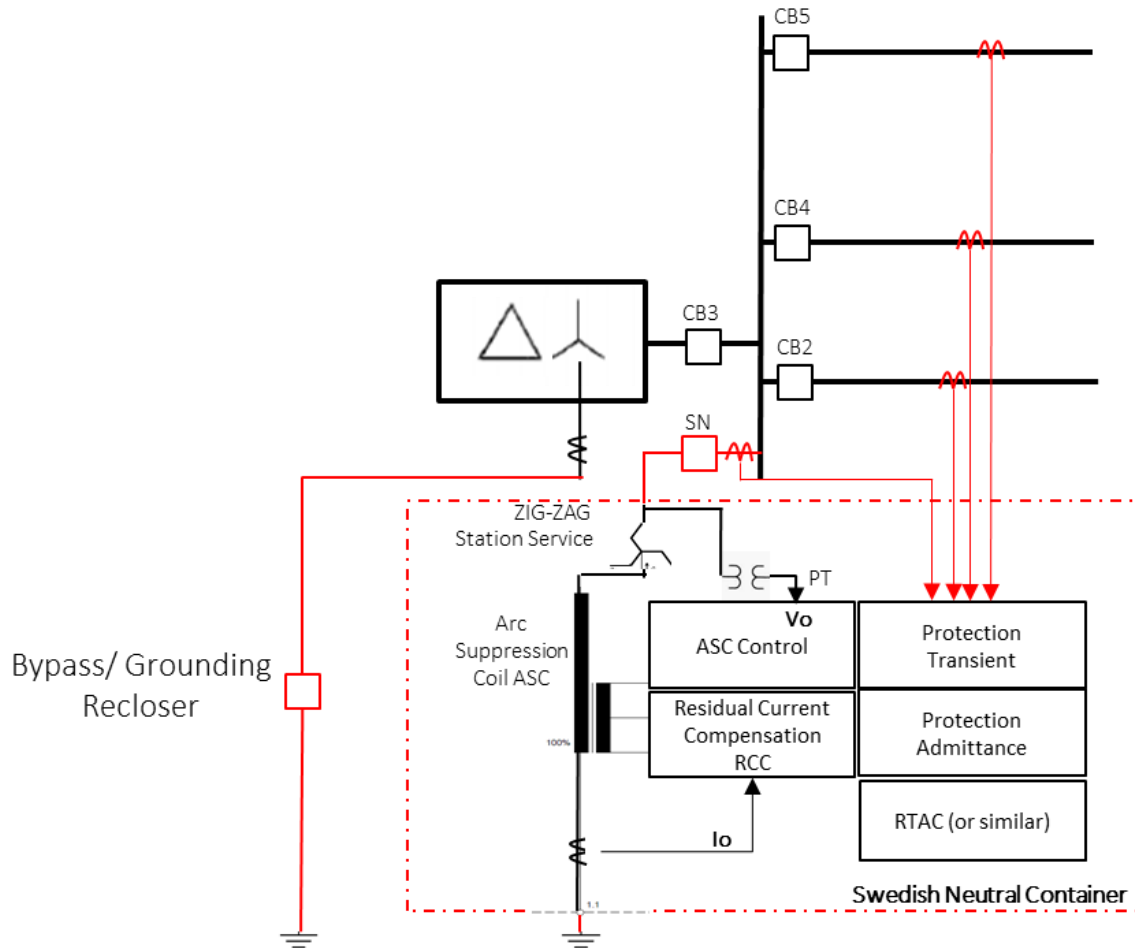 CB5
CB4
CB3
CB2
SN
ZIG-ZAG
Station Service
PT
Vo
ASC Control
Protection
Transient
Arc
Suppression
Coil ASC
Bypass/ Grounding
Recloser
Residual Current
Compensation
RCC
Protection
Admittance
100%
RTAC (or similar)
Io
Swedish Neutral Container
1.1